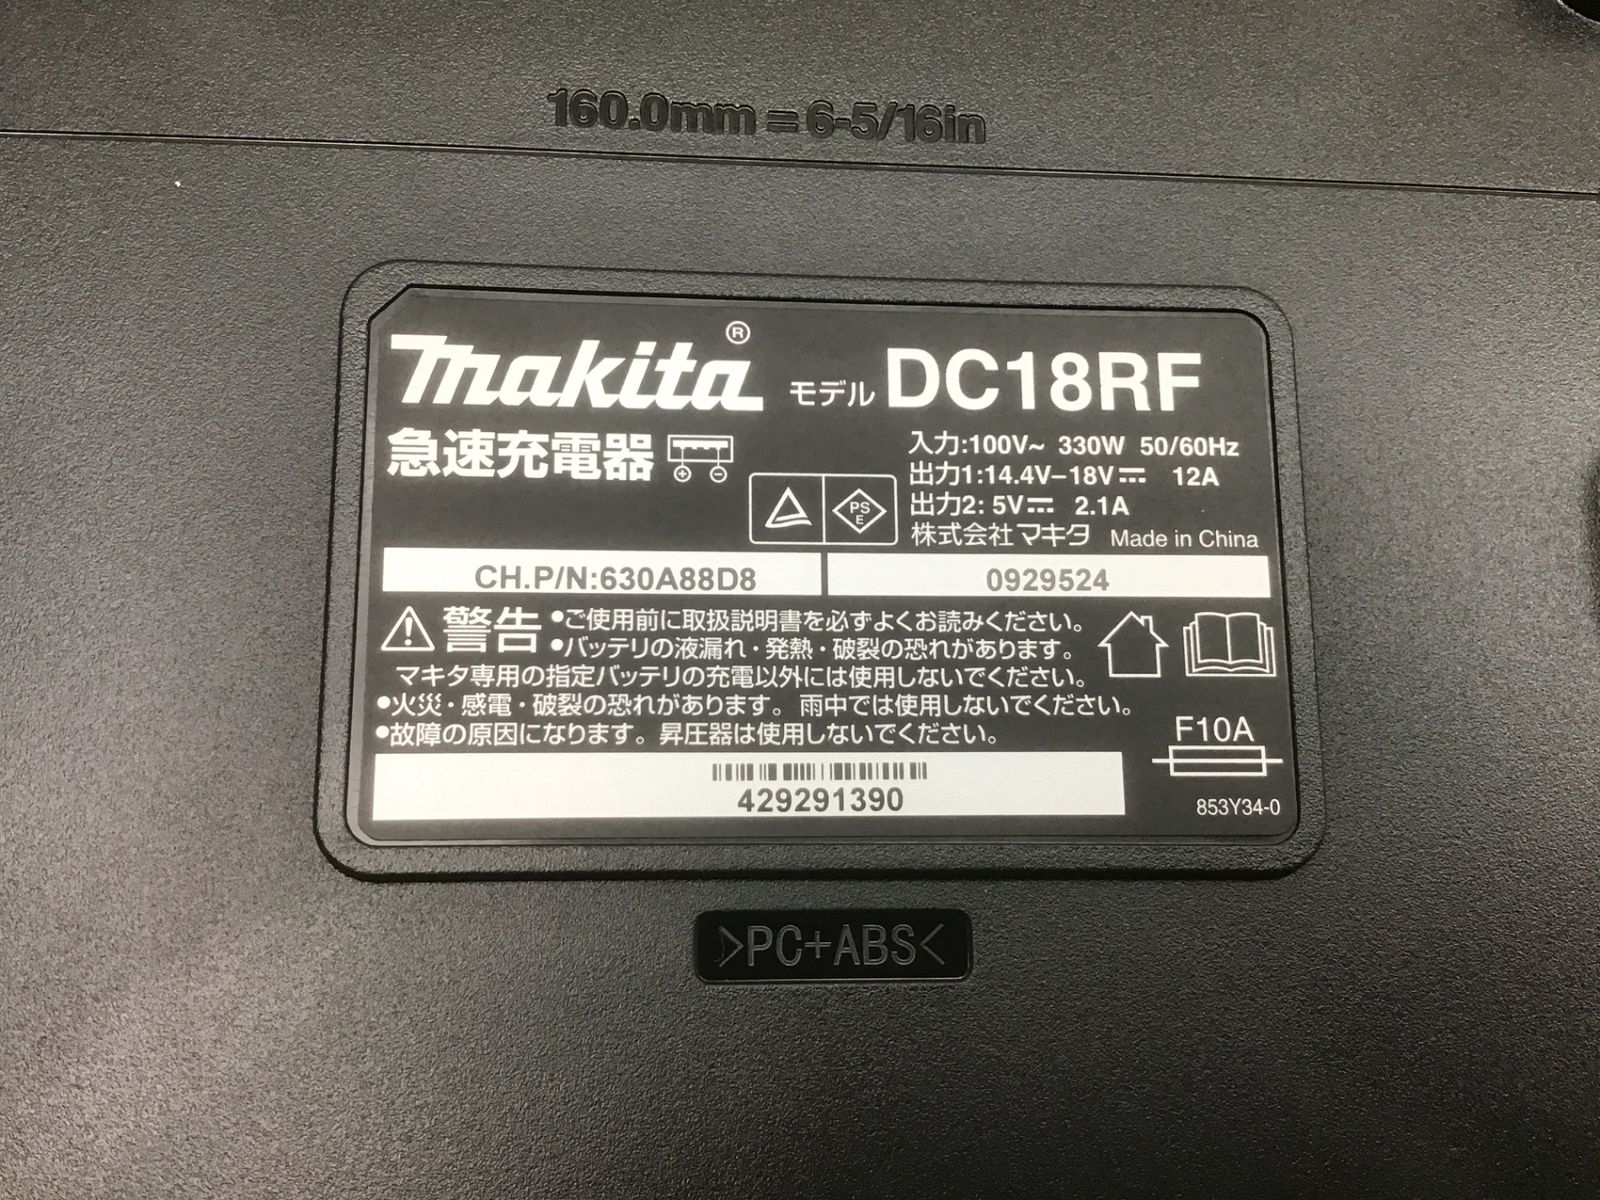 160.0mm = 6-5/16in
makita® モデル DC18RF
急速充電器
入力:100V~ 330W 50/60Hz
出力1:14.4V-18V⎓ 12A
出力2: 5V⎓ 2.1A
PS
E
株式会社マキタ Made in China
CH.P/N:630A88D8
0929524
警告 •ご使用前に取扱説明書を必ずよくお読みください。
•バッテリの液漏れ・発熱・破裂の恐れがあります。
マキタ専用の指定バッテリの充電以外には使用しないでください。
•火災・感電・破裂の恐れがあります。雨中では使用しないでください。
•故障の原因になります。昇圧器は使用しないでください。
F10A
429291390
853Y34-0
>PC+ABS<